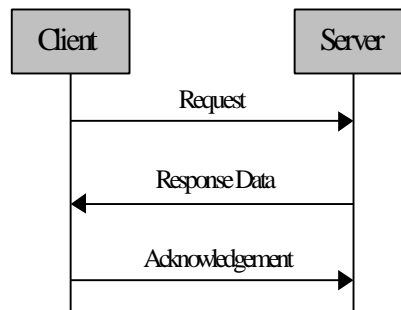 Client
Server
Request
Response Data
Acknowledgement